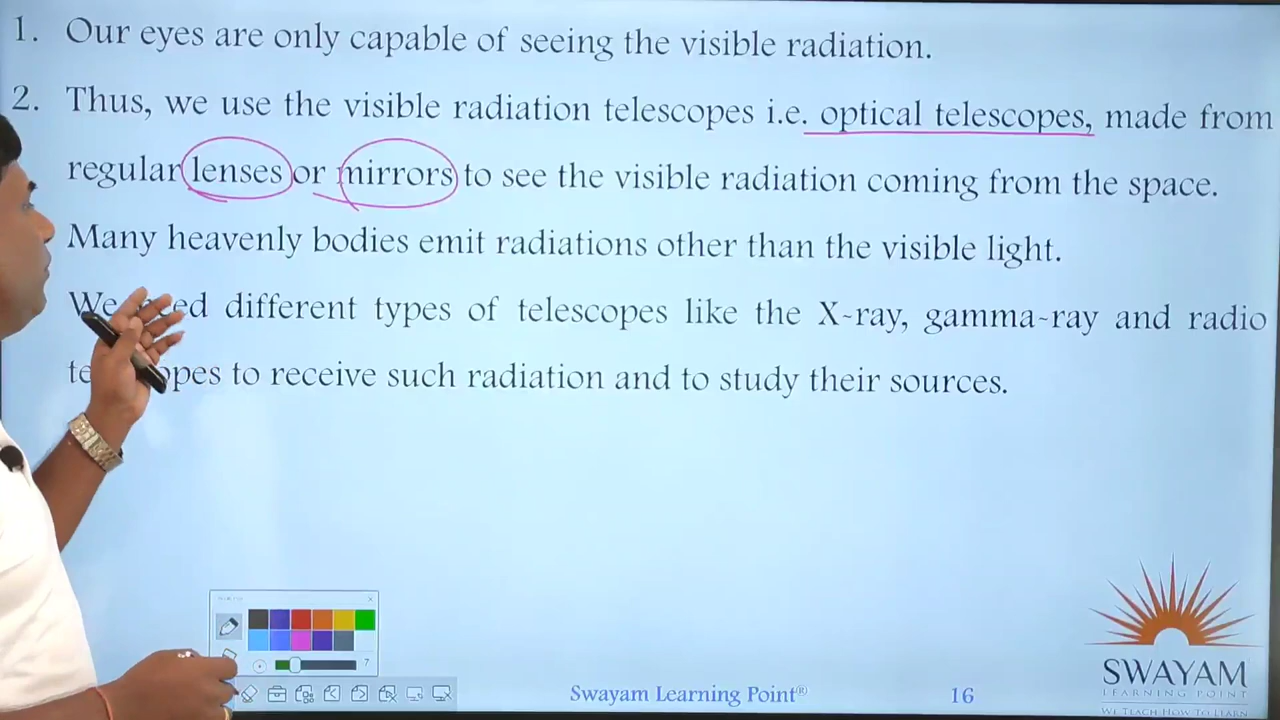 1. Our eyes are only capable of seeing the visible radiation.
2. Thus, we use the visible radiation telescopes i.e. optical telescopes, made from
regular lenses or mirrors to see the visible radiation coming from the space.
Many heavenly bodies emit radiations other than the visible light.
We need different types of telescopes like the X-ray, gamma-ray and radio
telescopes to receive such radiation and to study their sources.
7
Swayam Learning Point®
16
SWAYAM
LEARNING POINT
WE TEACH HOW TO LEARN